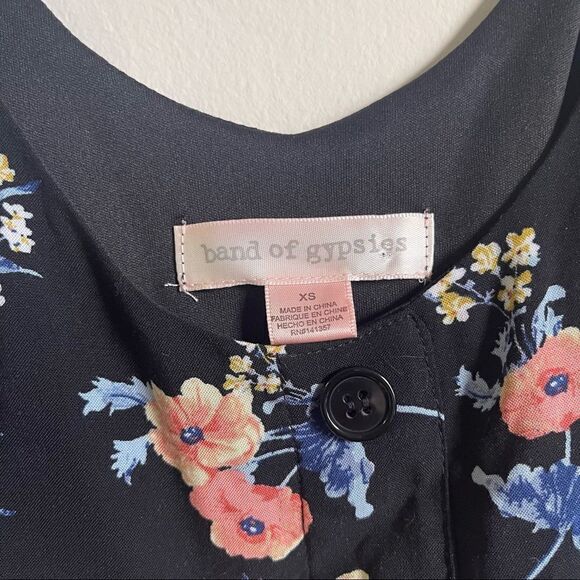 band of gypsies
XS
MADE IN CHINA
FABRIQUE EN CHINE
HECHO EN CHINA
RN#141357